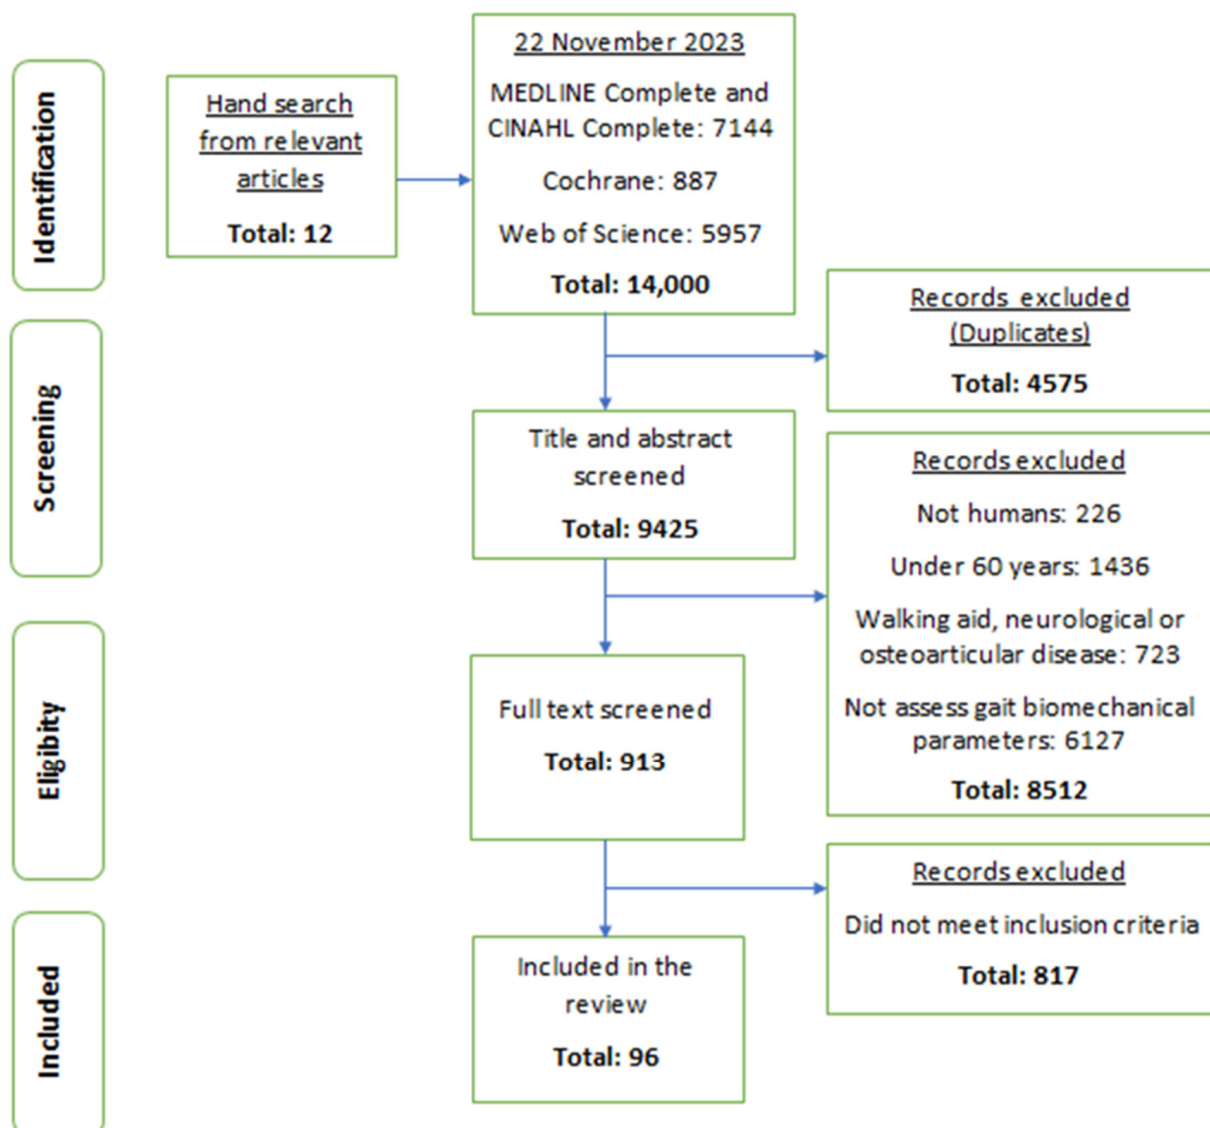 Identification
Hand search
from relevant
articles
Total: 12
22 November 2023
MEDLINE Complete and
CINAHL Complete: 7144
Cochrane: 887
Web of Science: 5957
Total: 14,000
Records excluded
(Duplicates)
Total: 4575
Screening
Title and abstract
screened
Total: 9425
Records excluded
Not humans: 226
Under 60 years: 1436
Walking aid, neurological or
osteoarticular disease: 723
Not assess gait biomechanical
parameters: 6127
Total: 8512
Eligibity
Full text screened
Total: 913
Records excluded
Did not meet inclusion criteria
Total: 817
Included
Included in the
review
Total: 96